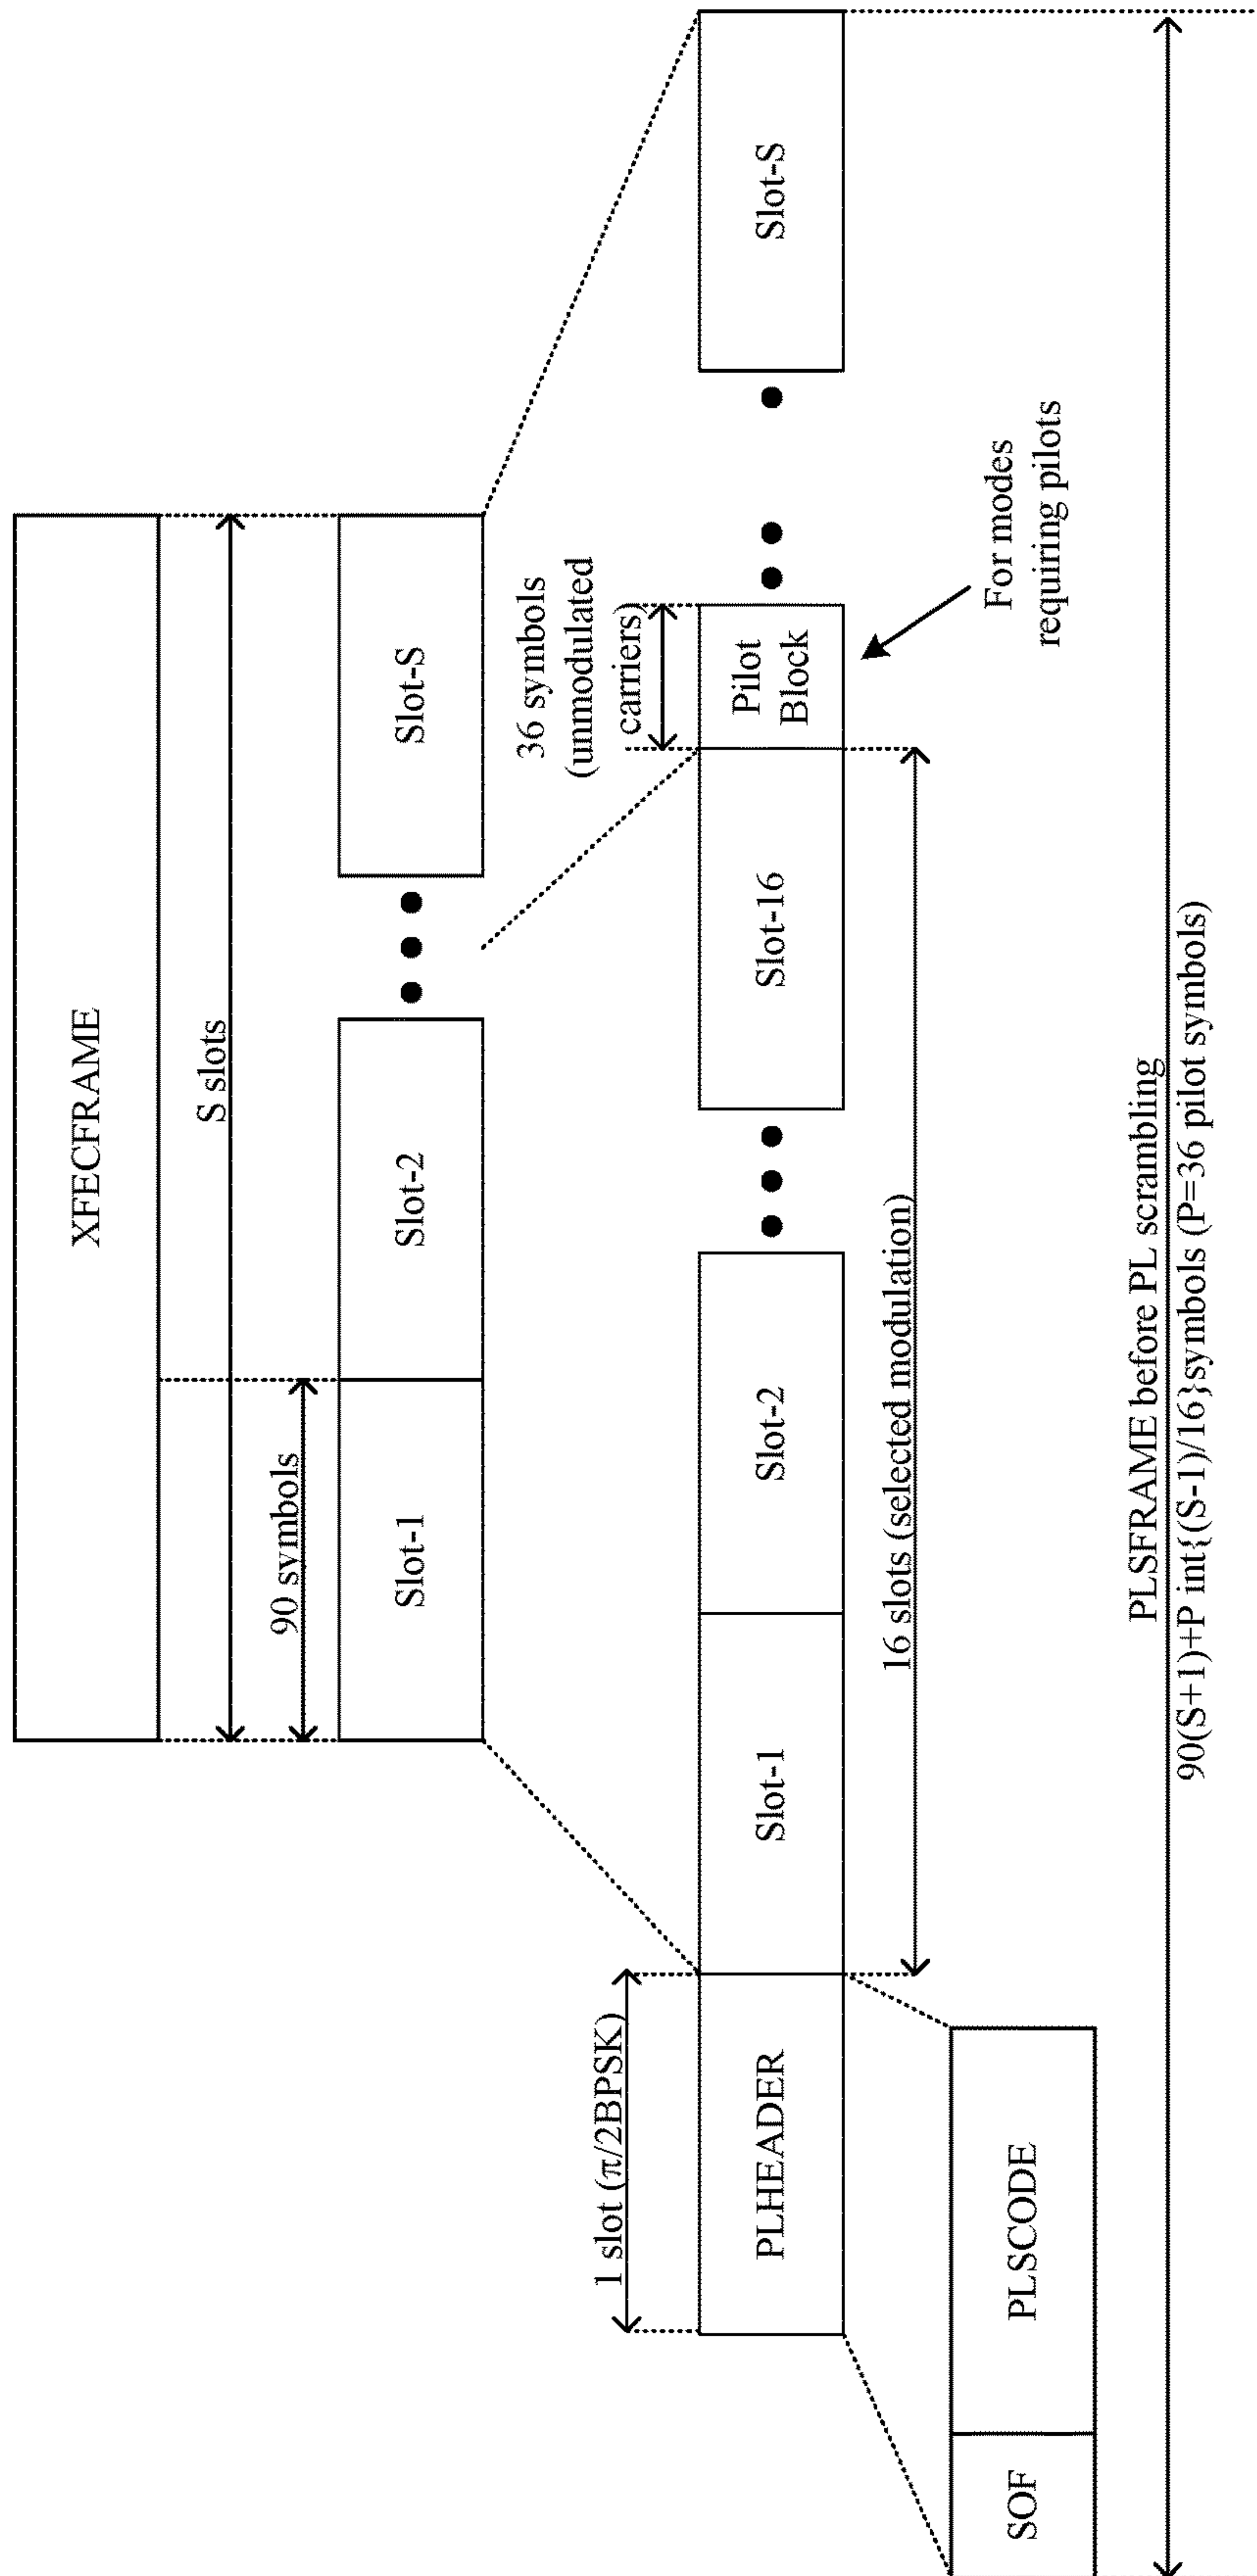 XFECFRAME
S slots
90 symbols
Slot-1
Slot-2
Slot-S
36 symbols
(unmodulated
carriers)
1 slot (π/2BPSK)
PLHEADER
Slot-1
Slot-2
Slot-16
Pilot
Block
Slot-S
16 slots (selected modulation)
For modes
requiring pilots
SOF
PLSCODE
PLSFRAME before PL scrambling
90(S+1)+P int{(S-1)/16}symbols (P=36 pilot symbols)